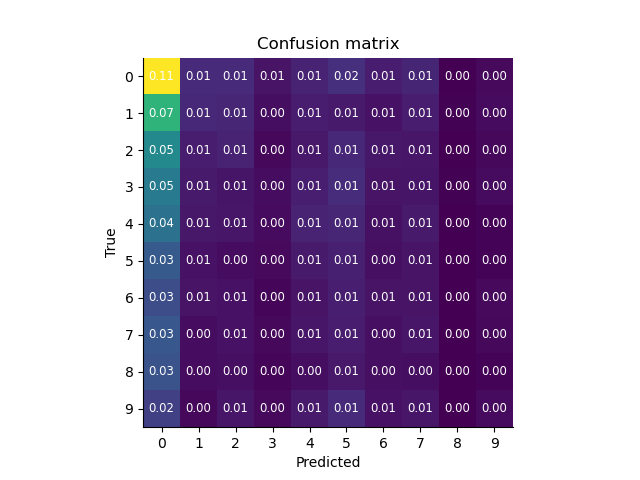 Confusion matrix
0 0.11 0.01 0.01 0.01 0.01 0.02 0.01 0.01 0.00 0.00
1 0.07 0.01 0.01 0.00 0.01 0.01 0.01 0.01 0.00 0.00
2 0.05 0.01 0.01 0.00 0.01 0.01 0.01 0.01 0.00 0.00
3 0.05 0.01 0.01 0.00 0.01 0.01 0.01 0.01 0.00 0.00
4 0.04 0.01 0.01 0.00 0.01 0.01 0.01 0.01 0.00 0.00
5 0.03 0.01 0.00 0.00 0.01 0.01 0.00 0.01 0.00 0.00
6 0.03 0.01 0.01 0.00 0.01 0.01 0.01 0.01 0.00 0.00
7 0.03 0.00 0.01 0.00 0.01 0.01 0.00 0.01 0.00 0.00
8 0.03 0.00 0.00 0.00 0.00 0.01 0.00 0.00 0.00 0.00
9 0.02 0.00 0.01 0.00 0.01 0.01 0.01 0.01 0.00 0.00
True
0 1 2 3 4 5 6 7 8 9
Predicted